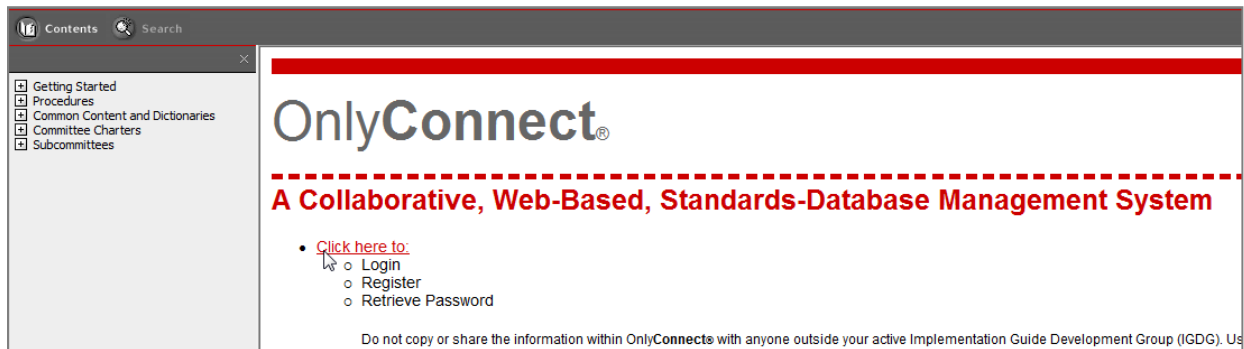 Contents Search
Getting Started
Procedures
Common Content and Dictionaries
Committee Charters
Subcommittees
OnlyConnect®
A Collaborative, Web-Based, Standards-Database Management System
• Click here to:
o Login
o Register
o Retrieve Password
Do not copy or share the information within OnlyConnect® with anyone outside your active Implementation Guide Development Group (IGDG). Us